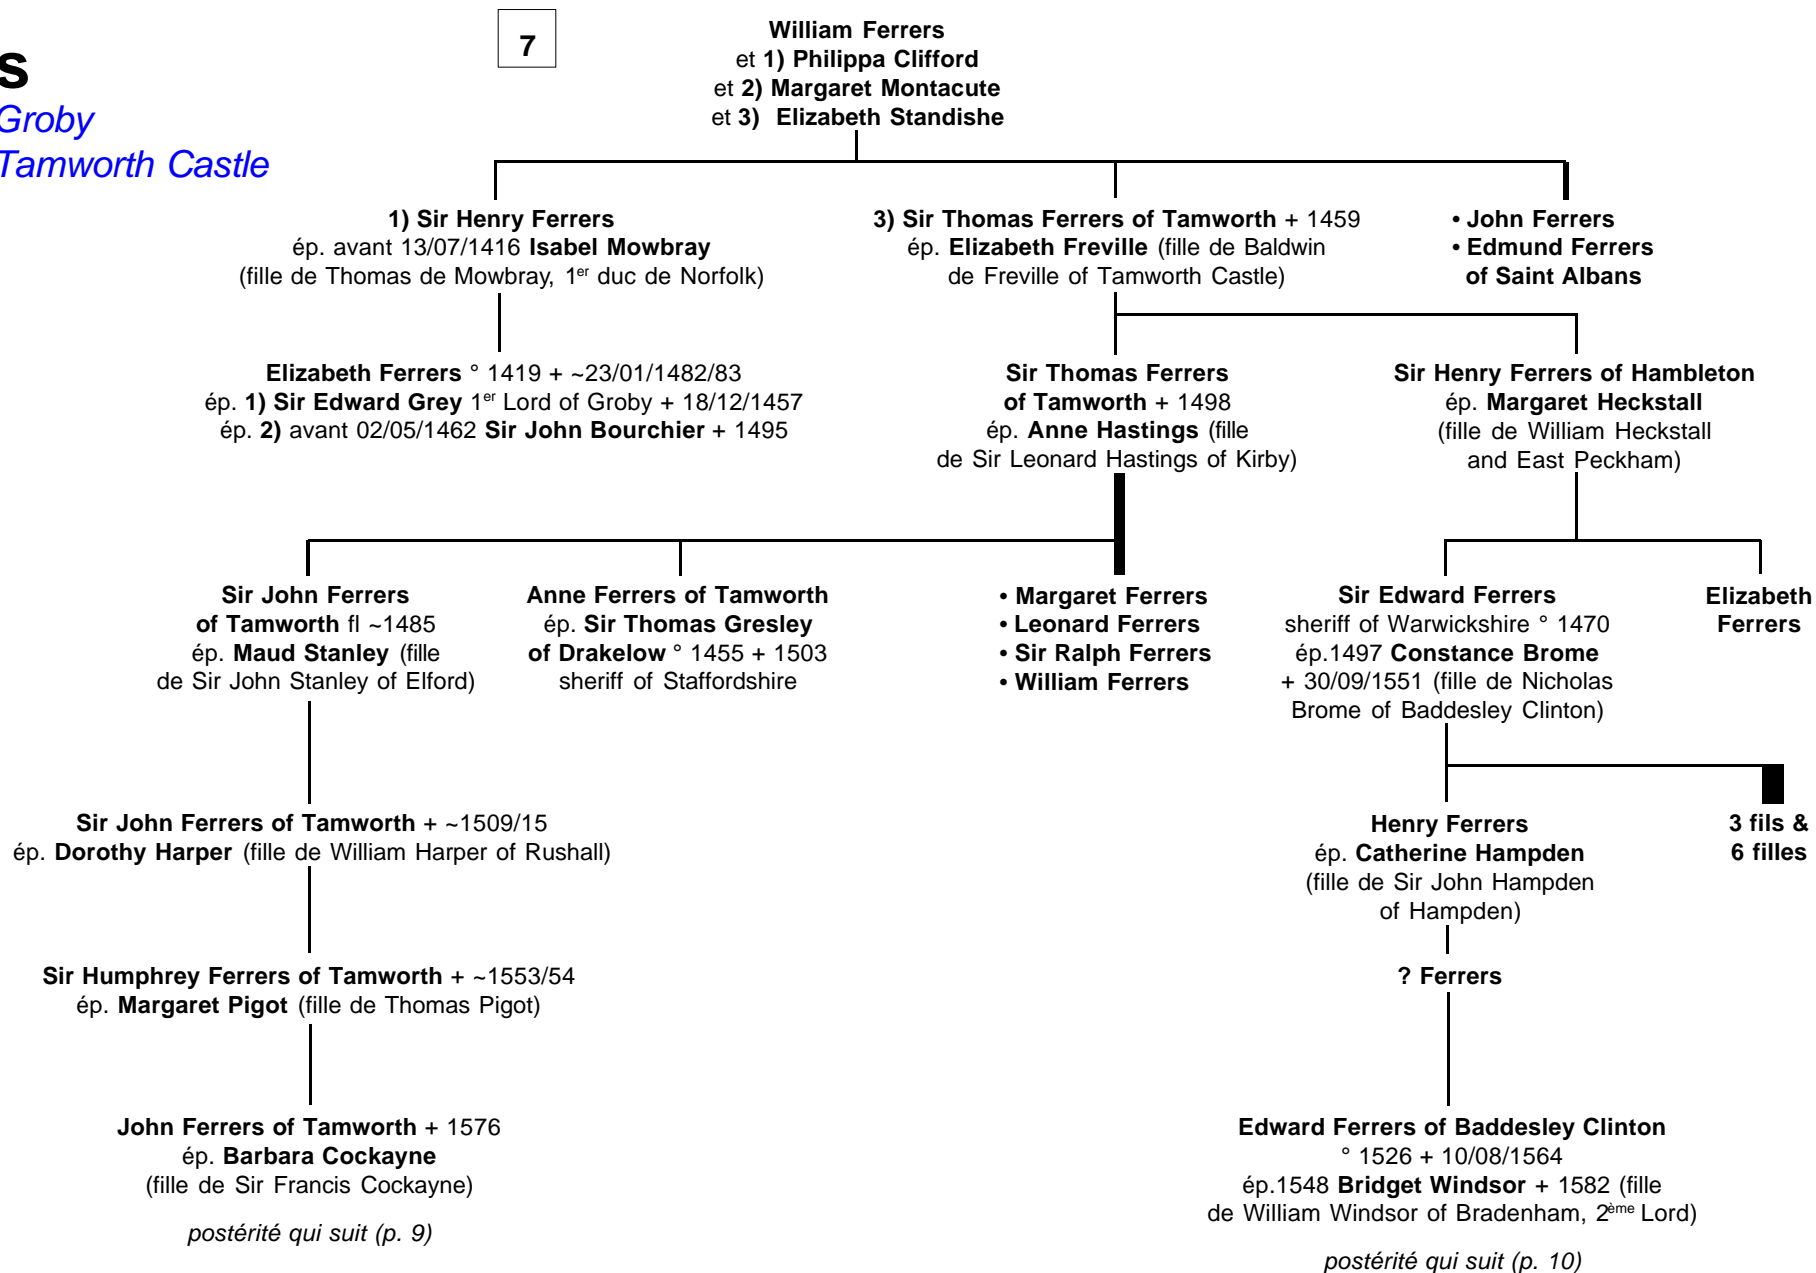 s
Groby
Tamworth Castle
7
William Ferrers
et 1) Philippa Clifford
et 2) Margaret Montacute
et 3) Elizabeth Standishe
1) Sir Henry Ferrers
ép. avant 13/07/1416 Isabel Mowbray
(fille de Thomas de Mowbray, 1er duc de Norfolk)
3) Sir Thomas Ferrers of Tamworth + 1459
ép. Elizabeth Freville (fille de Baldwin
de Freville of Tamworth Castle)
• John Ferrers
• Edmund Ferrers
of Saint Albans
Elizabeth Ferrers ° 1419 + ~23/01/1482/83
ép. 1) Sir Edward Grey 1er Lord of Groby + 18/12/1457
ép. 2) avant 02/05/1462 Sir John Bourchier + 1495
Sir Thomas Ferrers
of Tamworth + 1498
ép. Anne Hastings (fille
de Sir Leonard Hastings of Kirby)
Sir Henry Ferrers of Hambleton
ép. Margaret Heckstall
(fille de William Heckstall
and East Peckham)
Sir John Ferrers
of Tamworth fl ~1485
ép. Maud Stanley (fille
de Sir John Stanley of Elford)
Anne Ferrers of Tamworth
ép. Sir Thomas Gresley
of Drakelow ° 1455 + 1503
sheriff of Staffordshire
• Margaret Ferrers
• Leonard Ferrers
• Sir Ralph Ferrers
• William Ferrers
Sir Edward Ferrers
sheriff of Warwickshire ° 1470
ép.1497 Constance Brome
+ 30/09/1551 (fille de Nicholas
Brome of Baddesley Clinton)
Elizabeth
Ferrers
Sir John Ferrers of Tamworth + ~1509/15
ép. Dorothy Harper (fille de William Harper of Rushall)
Henry Ferrers
ép. Catherine Hampden
(fille de Sir John Hampden
of Hampden)
3 fils &
6 filles
Sir Humphrey Ferrers of Tamworth + ~1553/54
ép. Margaret Pigot (fille de Thomas Pigot)
? Ferrers
John Ferrers of Tamworth + 1576
ép. Barbara Cockayne
(fille de Sir Francis Cockayne)
postérité qui suit (p. 9)
Edward Ferrers of Baddesley Clinton
° 1526 + 10/08/1564
ép.1548 Bridget Windsor + 1582 (fille
de William Windsor of Bradenham, 2ème Lord)
postérité qui suit (p. 10)